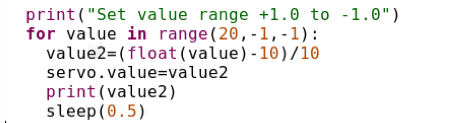 print("Set value range +1.0 to -1.0")
for value in range(20,-1,-1):
value2=(float(value)-10)/10
servo.value=value2
print(value2)
sleep(0.5)